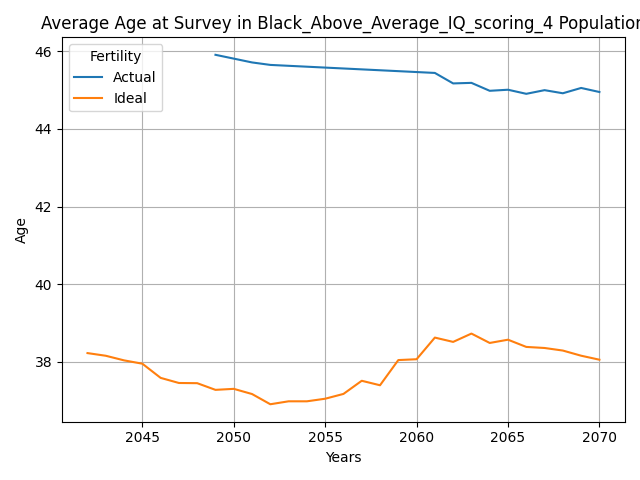 Average Age at Survey in Black_Above_Average_IQ_scoring_4 Population
Fertility
Actual
Ideal
46
44
42
40
38
Age
2045 2050 2055 2060 2065 2070
Years